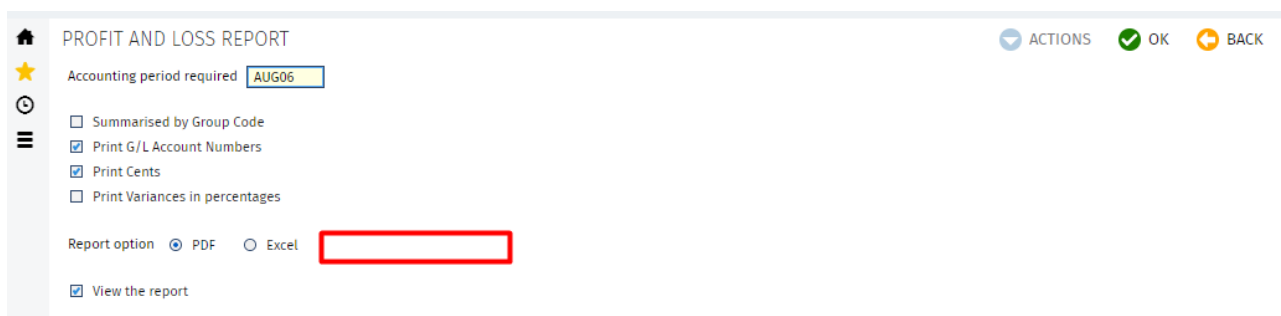 PROFIT AND LOSS REPORT ACTIONS OK BACK
Accounting period required AUG06
Summarised by Group Code
Print G/L Account Numbers
Print Cents
Print Variances in percentages
Report option PDF Excel
View the report